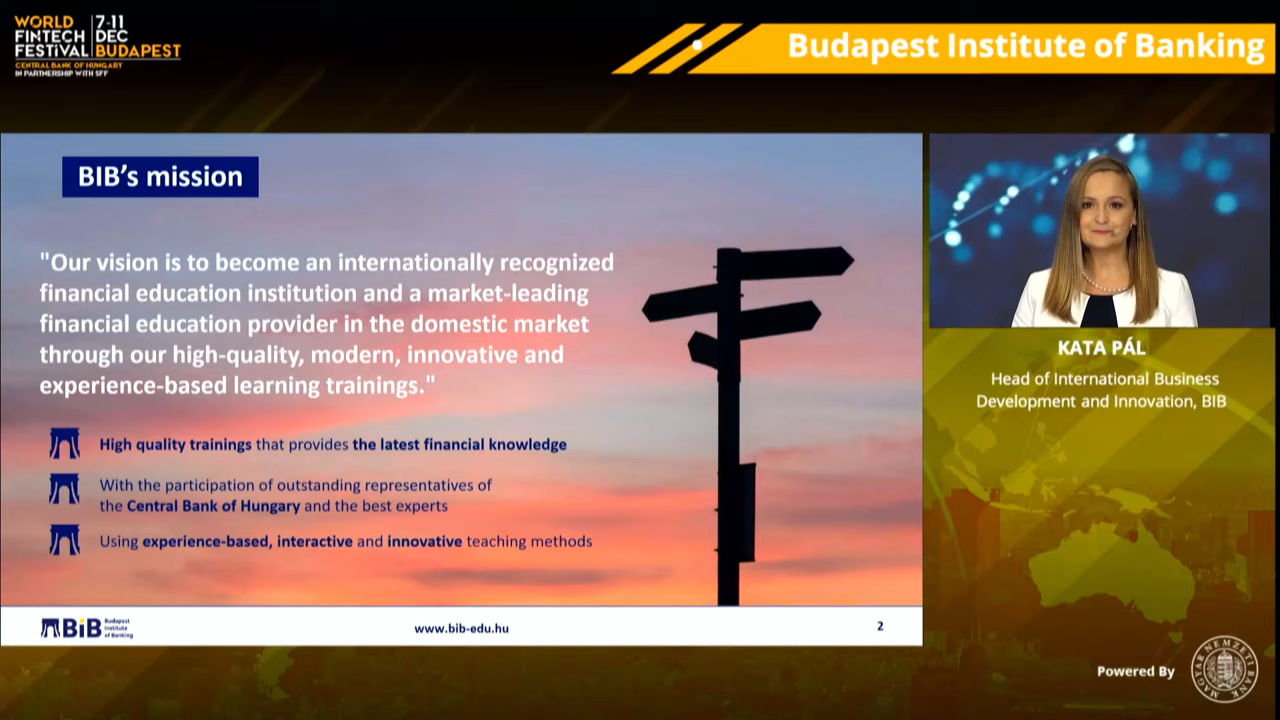 WORLD
FINTECH
FESTIVAL
7-11
DEC
BUDAPEST
CENTRAL BANK OF HUNGARY
IN PARTNERSHIP WITH SFF
Budapest Institute of Banking
BIB's mission
"Our vision is to become an internationally recognized
financial education institution and a market-leading
financial education provider in the domestic market
through our high-quality, modern, innovative and
experience-based learning trainings."
High quality trainings that provides the latest financial knowledge
With the participation of outstanding representatives of
the Central Bank of Hungary and the best experts
Using experience-based, interactive and innovative teaching methods
BiB
Budapest
Institute
of Banking
www.bib-edu.hu
2
KATA PÁL
Head of International Business
Development and Innovation, BIB
Powered By
MAGYAR NEMZETI BANK